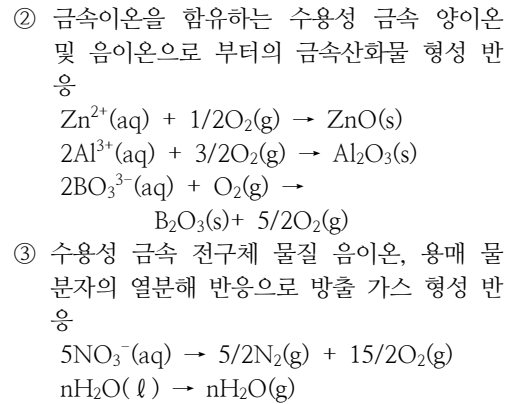 ② 금속이온을 함유하는 수용성 금속 양이온
및 음이온으로 부터의 금속산화물 형성 반
응
Zn²⁺(aq) + 1/2O₂(g) → ZnO(s)
2Al³⁺(aq) + 3/2O₂(g) → Al₂O₃(s)
2BO₃³⁻(aq) + O₂(g) →
B₂O₃(s)+ 5/2O₂(g)
③ 수용성 금속 전구체 물질 음이온, 용매 물
분자의 열분해 반응으로 방출 가스 형성 반
응
5NO₃⁻(aq) → 5/2N₂(g) + 15/2O₂(g)
nH₂O(ℓ) → nH₂O(g)